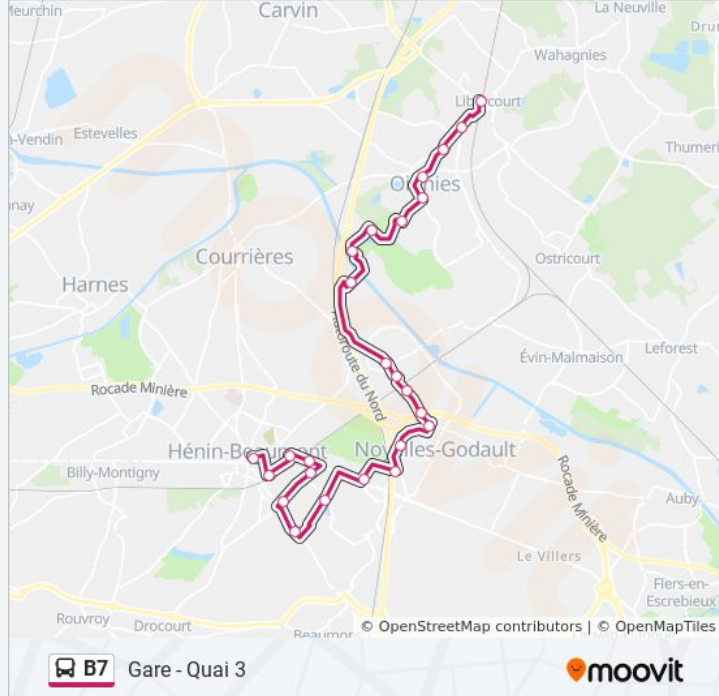 Meurchin
Carvin
La Neuville
Wahagnies
Libercourt
Estevelles
Thumeri
Oignies
Courrières
Ostricourt
Harnes
Autoroute du Nord
Évin-Malmaison
Leforest
Rocade Minière
Hénin-Beaumont
Noyelles-Godault
Billy-Montigny
Rocade Minière
Auby
Le Villers
Flers-en-
Escrebieux
Rouvroy
Drocourt
Beaumon
© OpenStreetMap contributors | © OpenMapTiles
B7 Gare - Quai 3
moovit